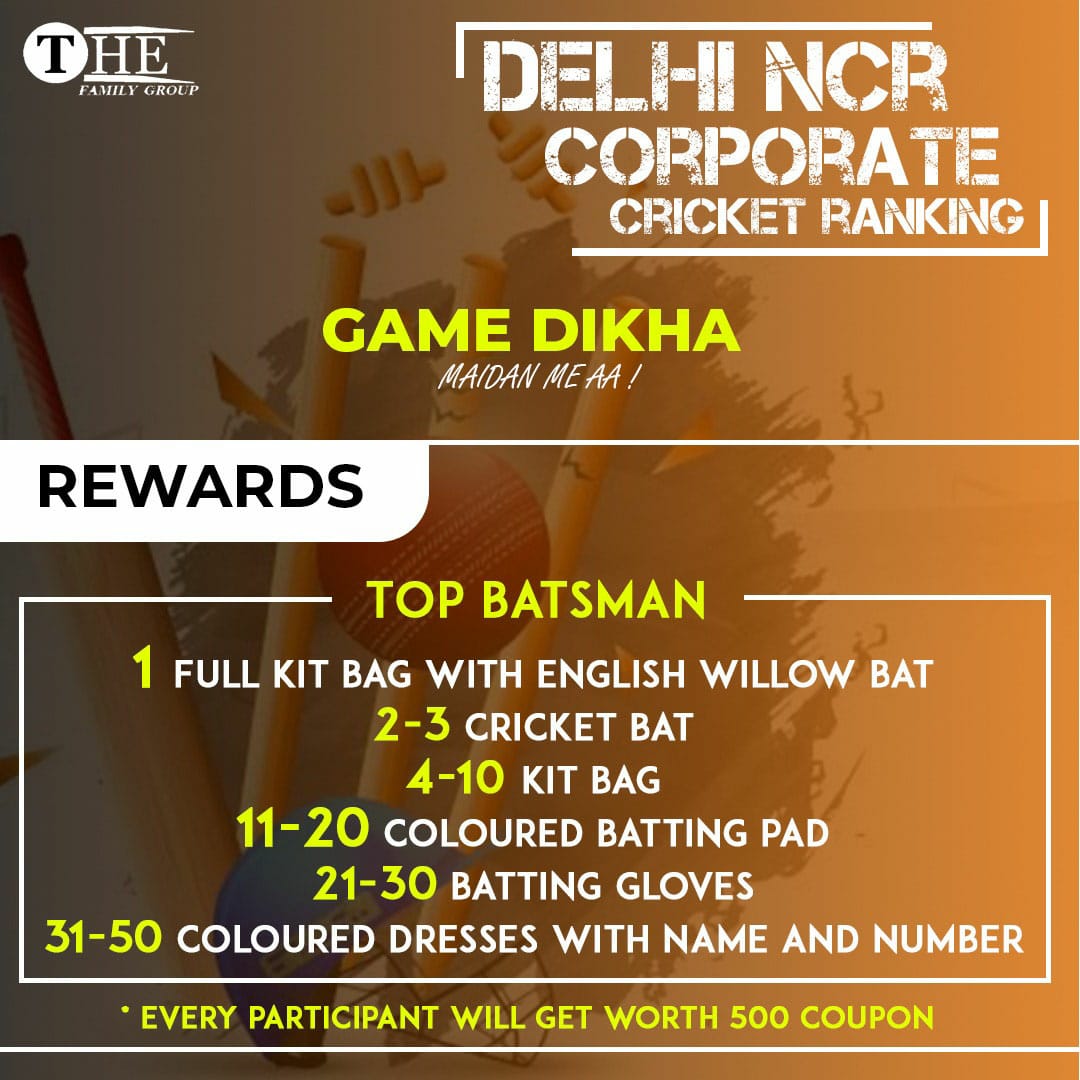 THE
FAMILY GROUP
DELHI NCR
CORPORATE
CRICKET RANKING
GAME DIKHA
MAIDAN ME AA !
REWARDS
TOP BATSMAN
1 FULL KIT BAG WITH ENGLISH WILLOW BAT
2-3 CRICKET BAT
4-10 KIT BAG
11-20 COLOURED BATTING PAD
21-30 BATTING GLOVES
31-50 COLOURED DRESSES WITH NAME AND NUMBER
* EVERY PARTICIPANT WILL GET WORTH 500 COUPON